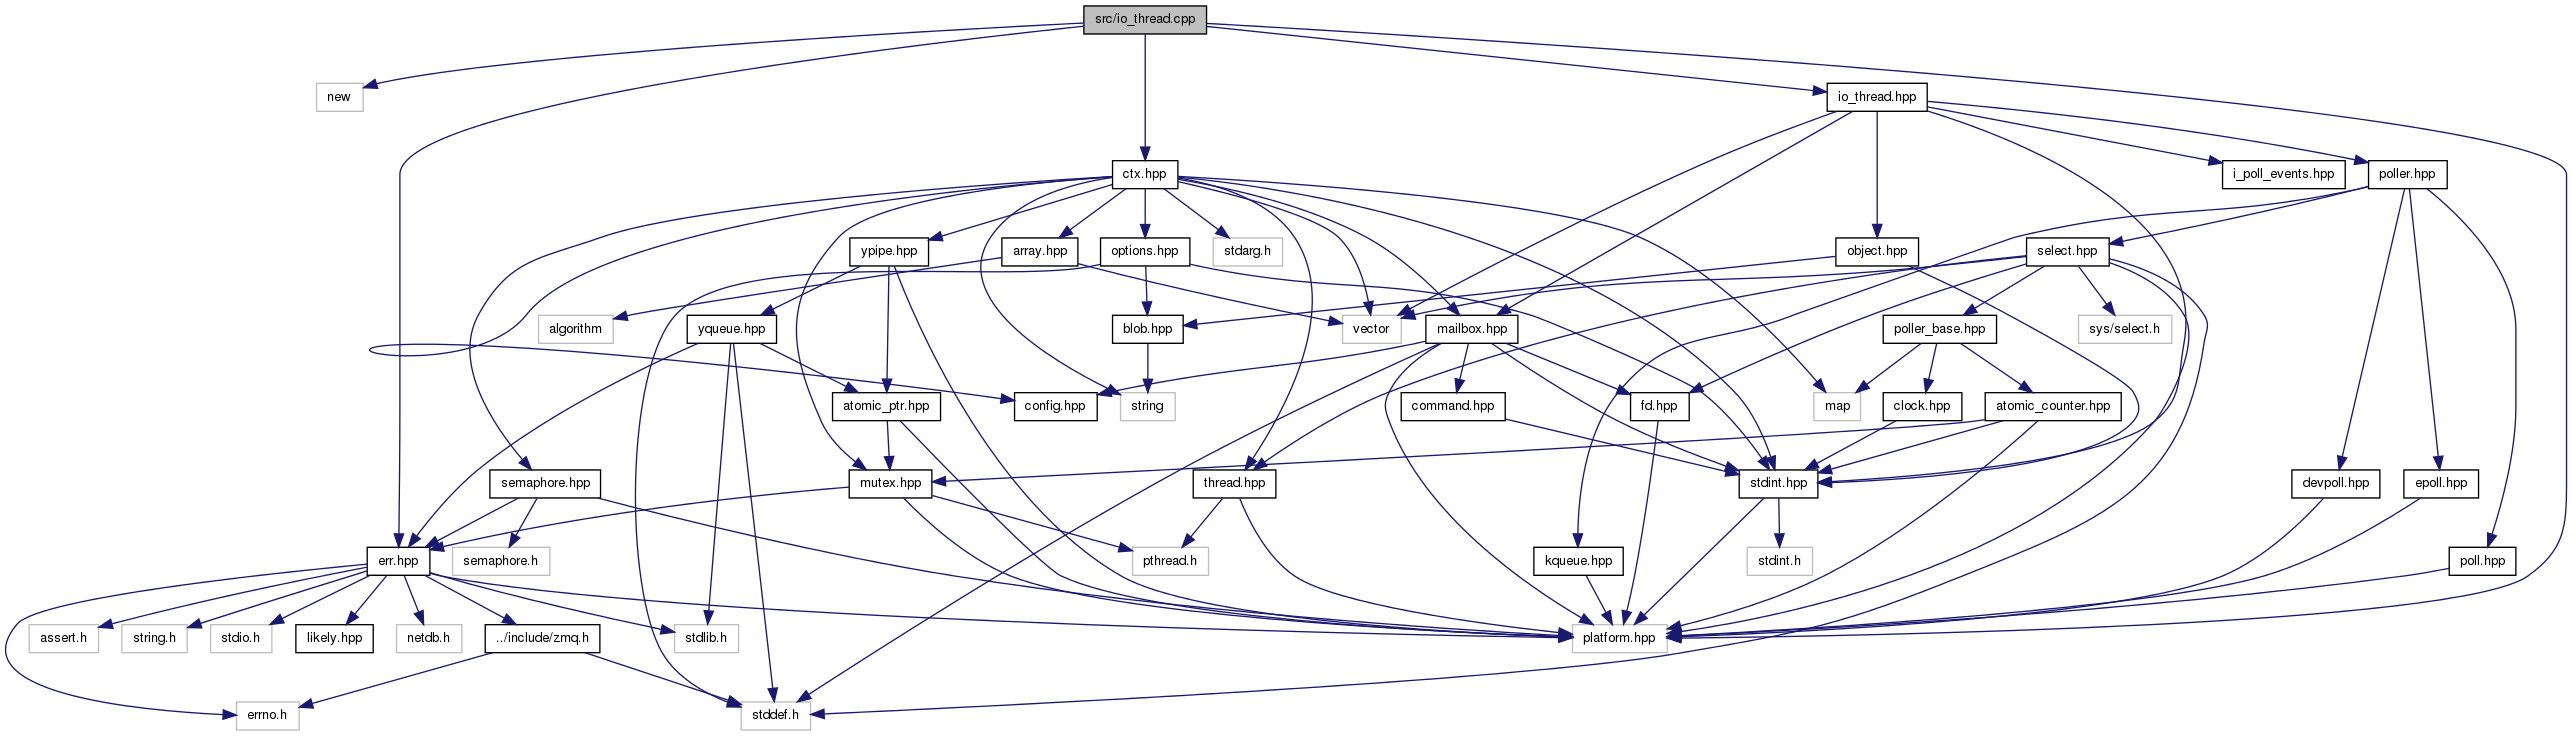 src/io_thread.cpp
new
io_thread.hpp
ctx.hpp
i_poll_events.hpp
poller.hpp
ypipe.hpp
array.hpp
options.hpp
stdarg.h
object.hpp
select.hpp
algorithm
yqueue.hpp
blob.hpp
vector
mailbox.hpp
poller_base.hpp
sys/select.h
atomic_ptr.hpp
config.hpp
string
command.hpp
fd.hpp
map
clock.hpp
atomic_counter.hpp
semaphore.hpp
mutex.hpp
thread.hpp
stdint.hpp
devpoll.hpp
epoll.hpp
err.hpp
semaphore.h
pthread.h
kqueue.hpp
stdint.h
poll.hpp
assert.h
string.h
stdio.h
likely.hpp
netdb.h
../include/zmq.h
stdlib.h
platform.hpp
errno.h
stddef.h